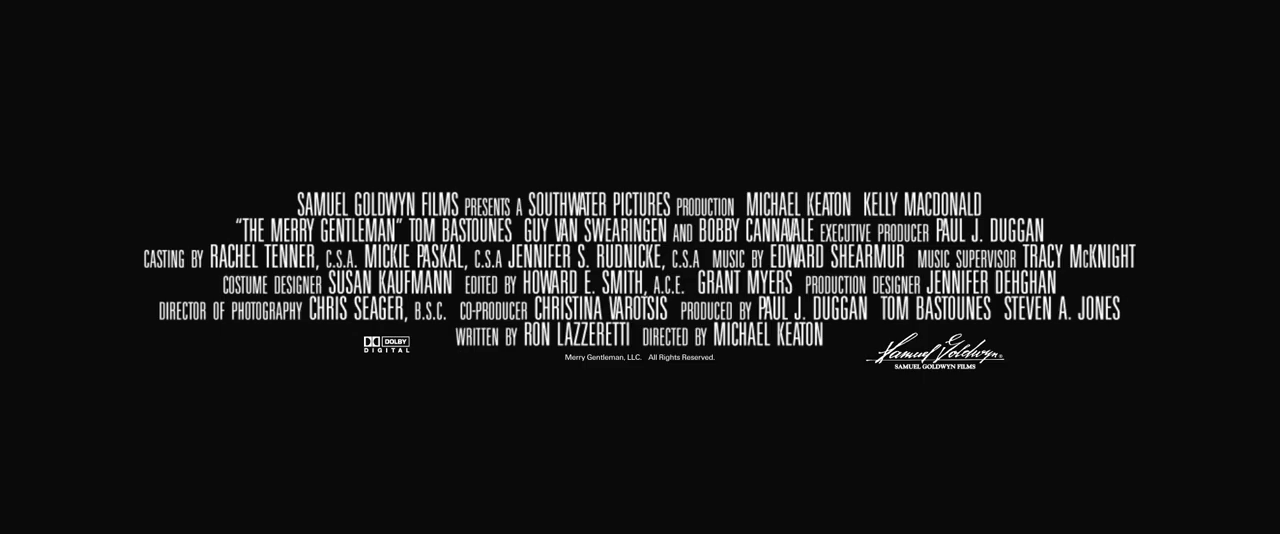 SAMUEL GOLDWYN FILMS PRESENTS A SOUTHWATER PICTURES PRODUCTION MICHAEL KEATON KELLY MACDONALD
“THE MERRY GENTLEMAN” TOM BASTOUNES GUY VAN SWEARINGEN AND BOBBY CANNAVALE EXECUTIVE PRODUCER PAUL J. DUGGAN
CASTING BY RACHEL TENNER, C.S.A. MICKIE PASKAL, C.S.A JENNIFER S. RUDNICKE, C.S.A MUSIC BY EDWARD SHEARMUR MUSIC SUPERVISOR TRACY McKNIGHT
COSTUME DESIGNER SUSAN KAUFMANN EDITED BY HOWARD E. SMITH, A.C.E. GRANT MYERS PRODUCTION DESIGNER JENNIFER DEHGHAN
DIRECTOR OF PHOTOGRAPHY CHRIS SEAGER, B.S.C. CO-PRODUCER CHRISTINA VAROTSIS PRODUCED BY PAUL J. DUGGAN TOM BASTOUNES STEVEN A. JONES
WRITTEN BY RON LAZZERETTI DIRECTED BY MICHAEL KEATON
DOLBY
DIGITAL
Merry Gentleman, LLC. All Rights Reserved.
Samuel Goldwyn®
SAMUEL GOLDWYN FILMS